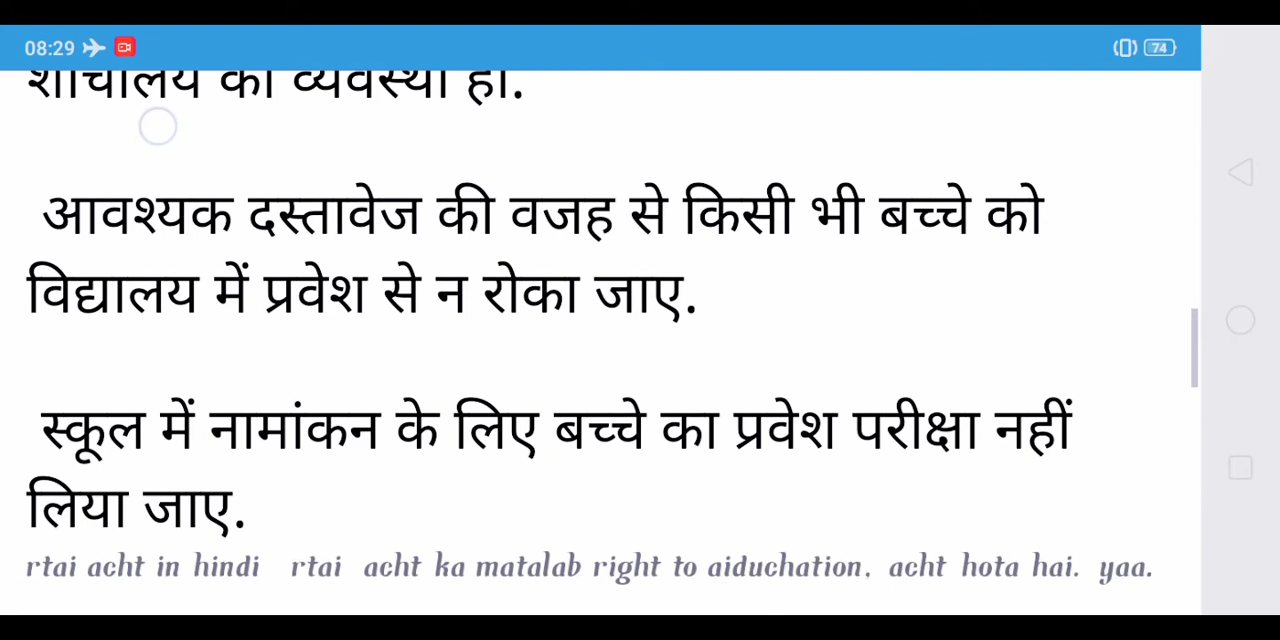 08:29
74
शौचालय की व्यवस्था हो.
आवश्यक दस्तावेज की वजह से किसी भी बच्चे को
विद्यालय में प्रवेश से न रोका जाए.
स्कूल में नामांकन के लिए बच्चे का प्रवेश परीक्षा नहीं
लिया जाए.
rtai acht in hindi rtai acht ka matalab right to aiduchation, acht hota hai. yaa.